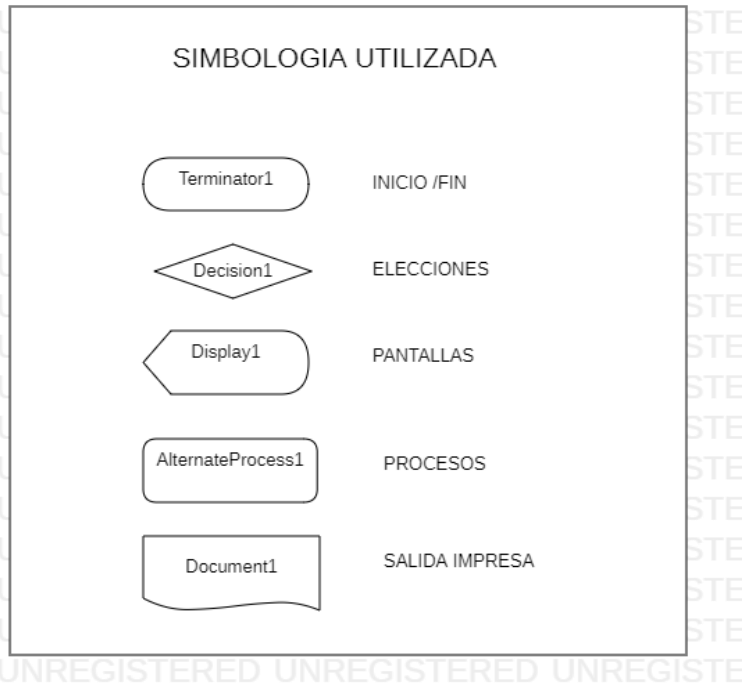 SIMBOLOGIA UTILIZADA
Terminator1 INICIO /FIN
Decision1 ELECCIONES
Display1 PANTALLAS
AlternateProcess1 PROCESOS
Document1 SALIDA IMPRESA
UNREGISTERED UNREGISTERED UNREGISTE